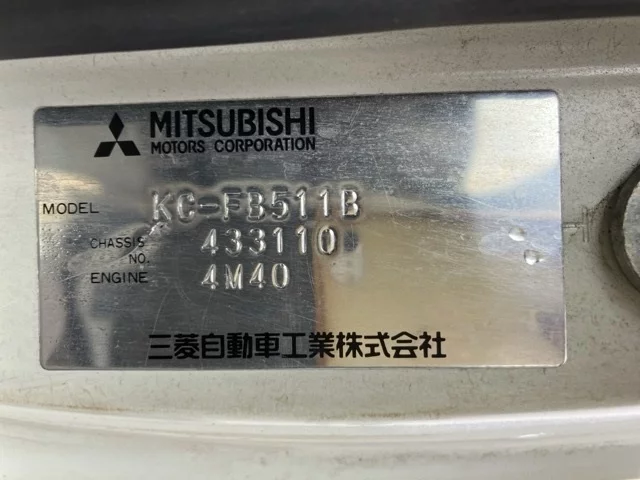 MITSUBISHI
MOTORS CORPORATION
MODEL KC-FB511B
CHASSIS NO. 433110
ENGINE 4M40
三菱自動車工業株式会社